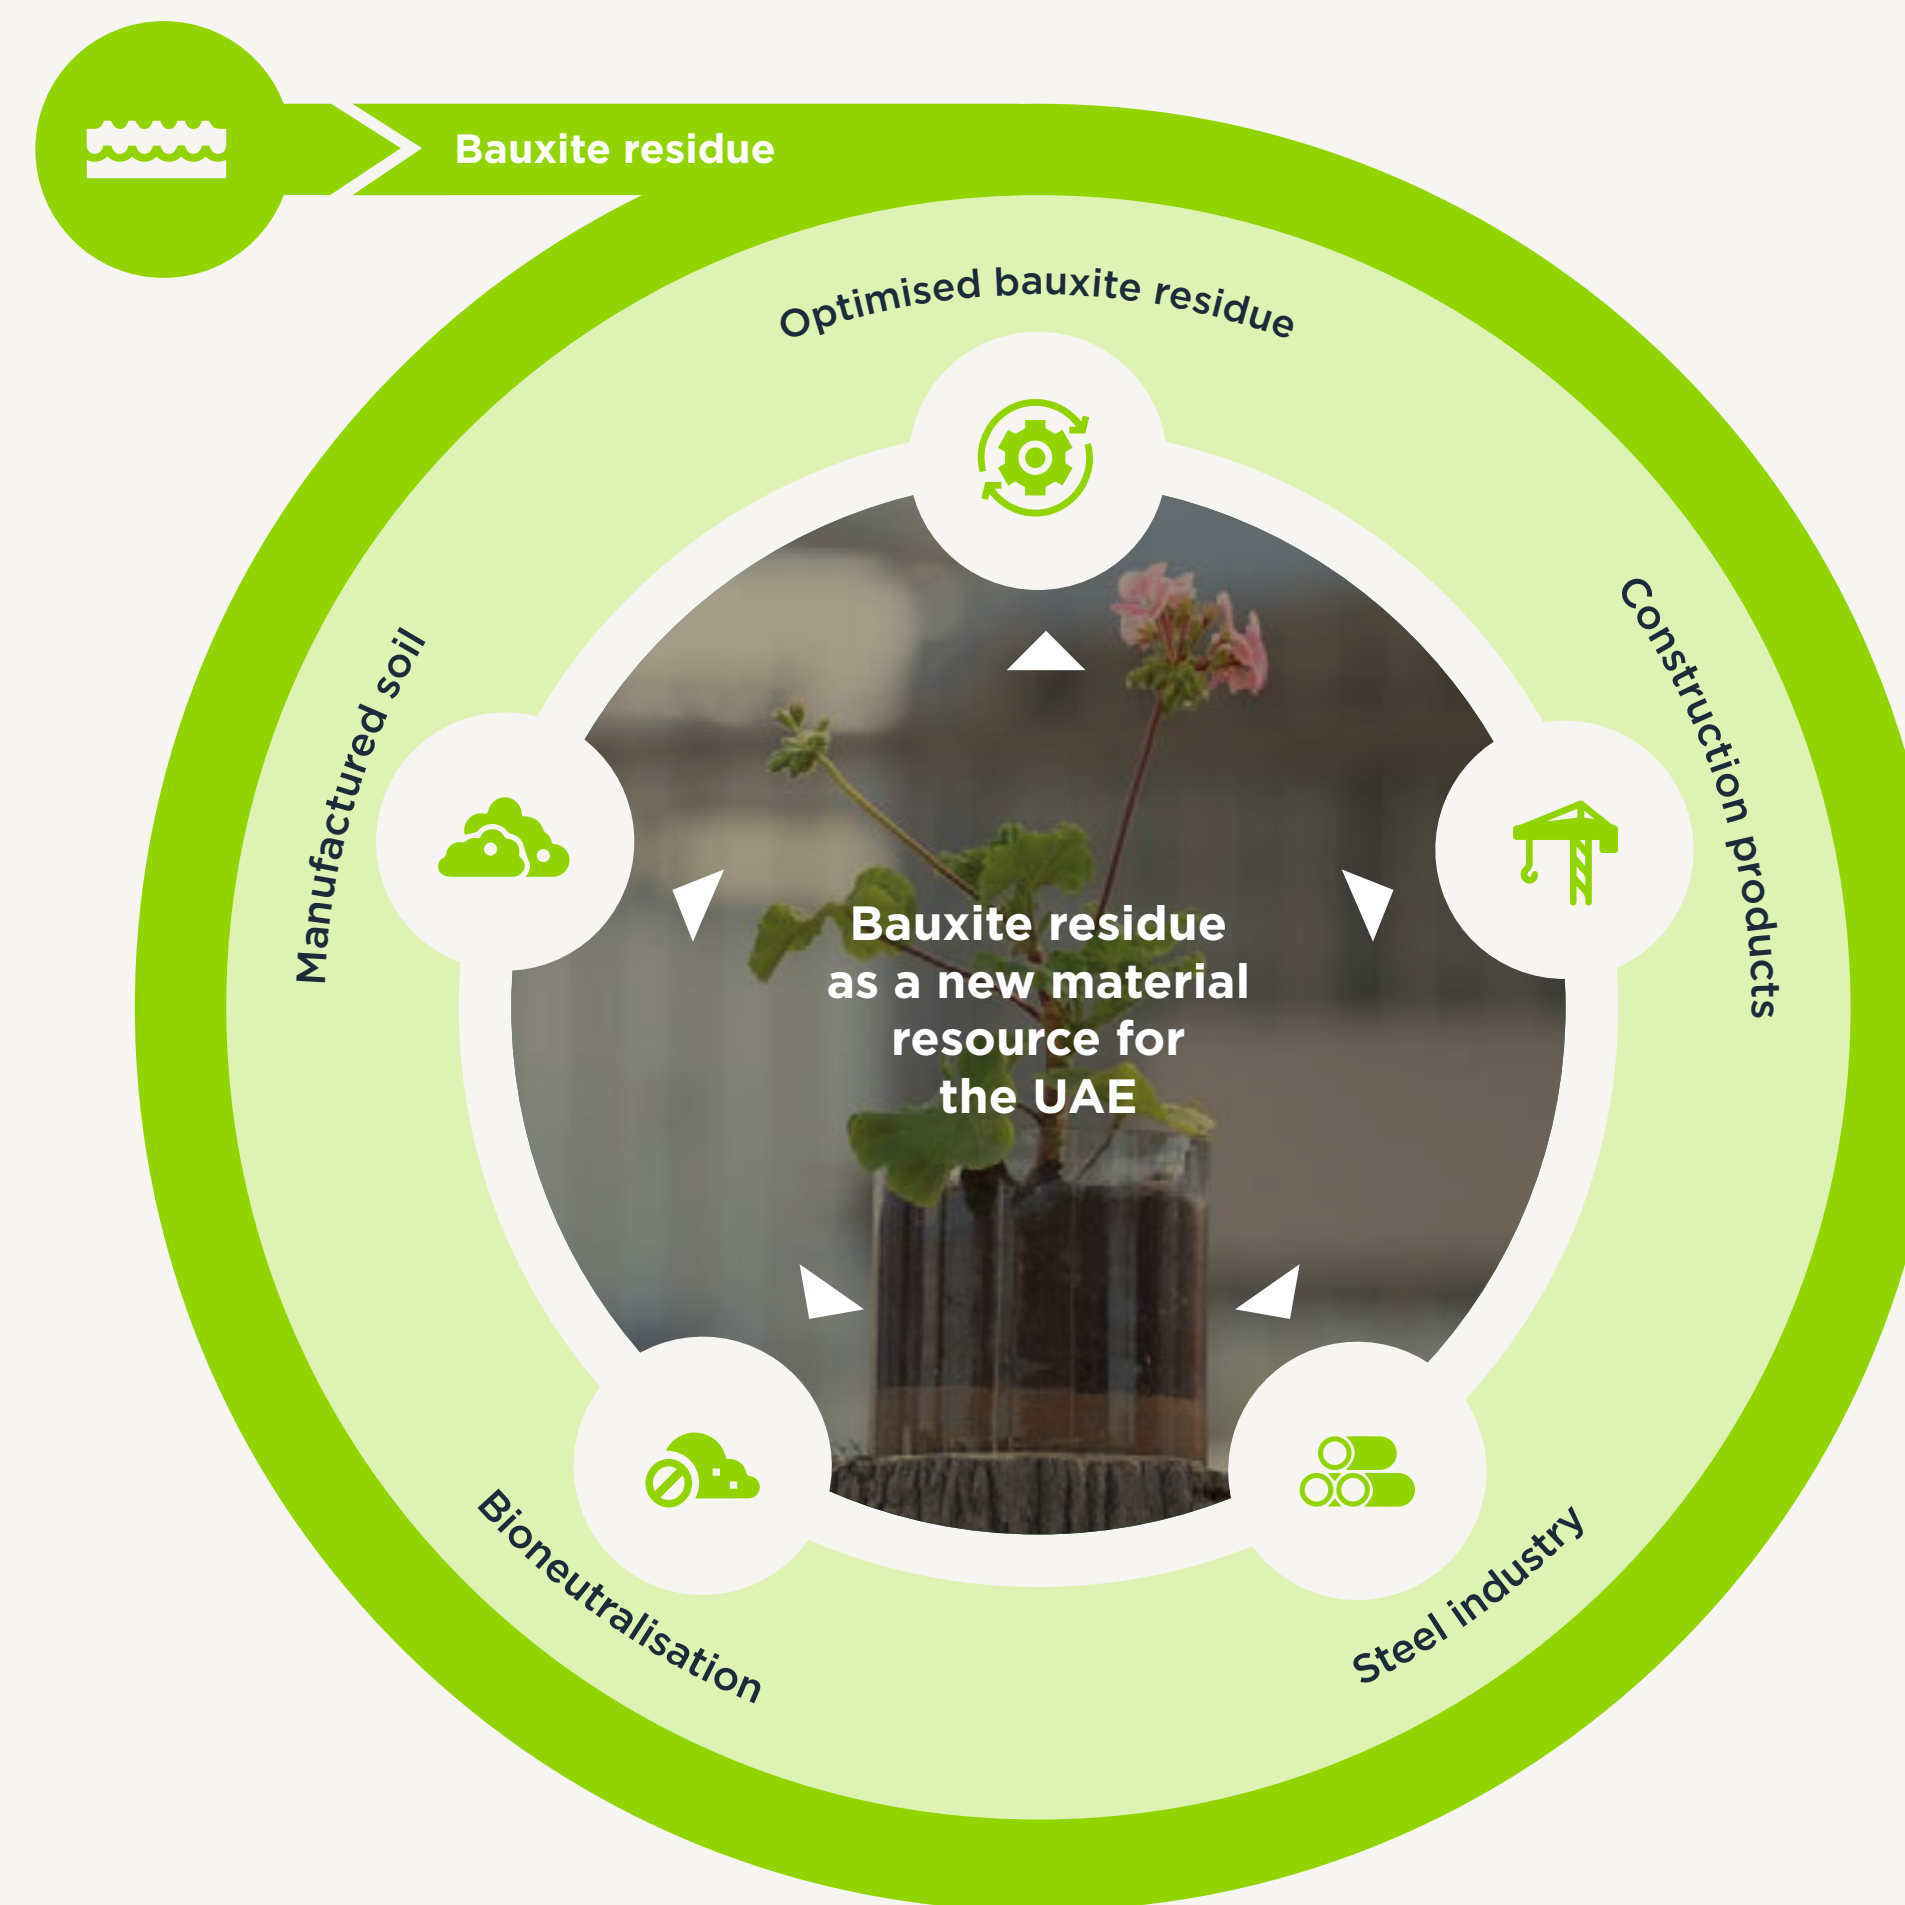 Bauxite residue
Optimised bauxite residue
Construction products
Steel industry
Bioneutralisation
Manufactured soil
Bauxite residue
as a new material
resource for
the UAE